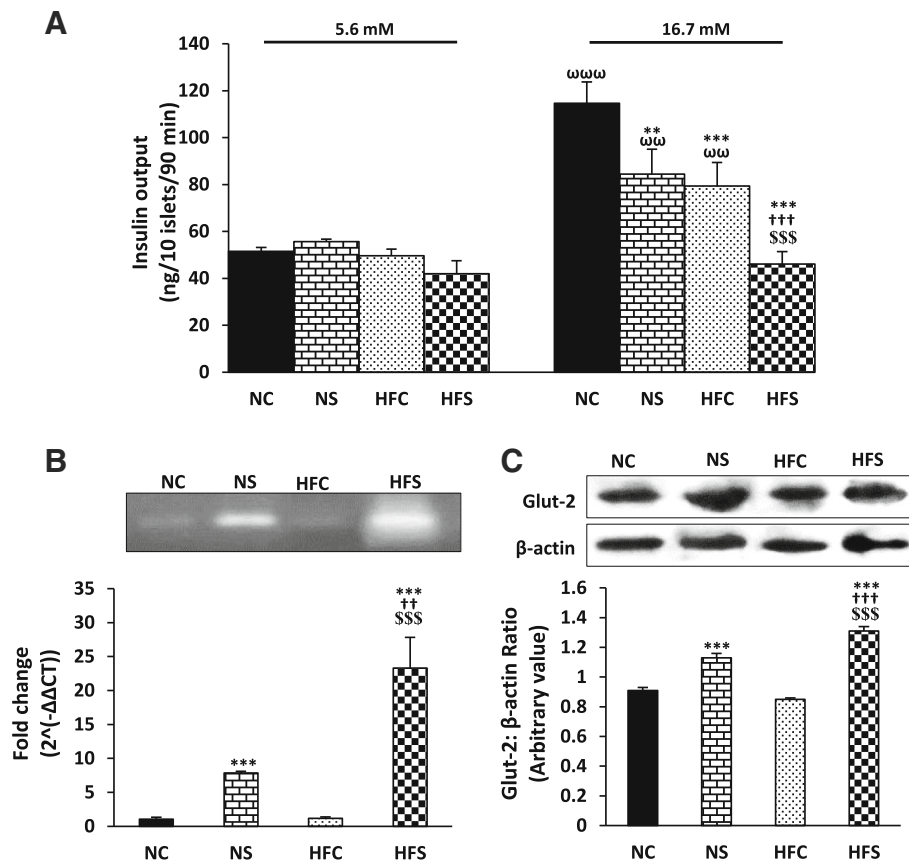 A
5.6 mM
16.7 mM
Insulin output
(ng/10 islets/90 min)
140
120
100
80
60
40
20
0
ωωω
**
ωω
***
ωω
***
†††
$$$
NC NS HFC HFS
NC NS HFC HFS
B
NC NS HFC HFS
Fold change
(2^(-ΔΔCT))
35
30
25
20
15
10
5
0
***
***
††
$$$
NC NS HFC HFS
C
NC NS HFC HFS
Glut-2
β-actin
Glut-2: β-actin Ratio
(Arbitrary value)
1.6
1.4
1.2
1
0.8
0.6
0.4
0.2
0
***
***
†††
$$$
NC NS HFC HFS